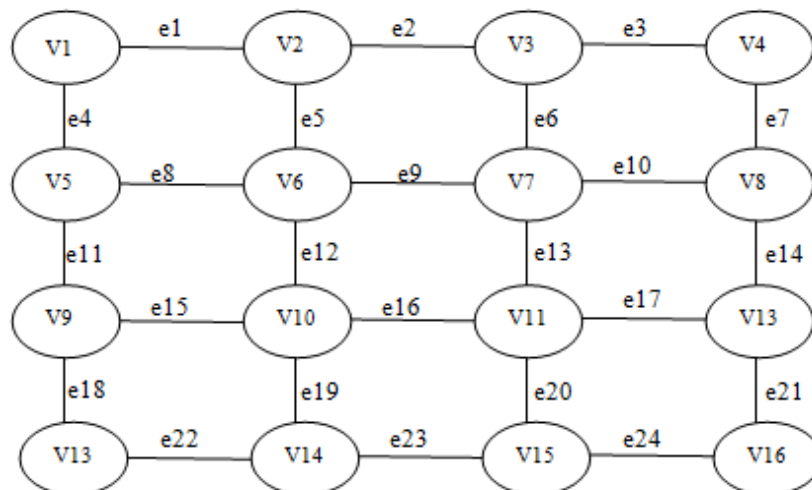 V1 e1 V2 e2 V3 e3 V4
e4 e5 e6 e7
V5 e8 V6 e9 V7 e10 V8
e11 e12 e13 e14
V9 e15 V10 e16 V11 e17 V13
e18 e19 e20 e21
V13 e22 V14 e23 V15 e24 V16